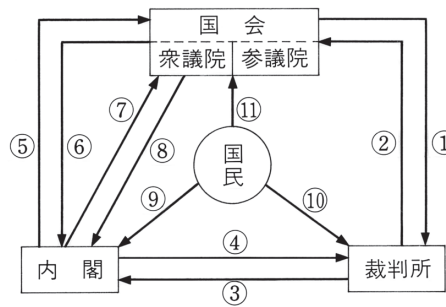 国会
衆議院 参議院
⑦ ⑪
⑤ ⑥ ⑧ ② ①
国民
⑨ ⑩
④
内閣 裁判所
③